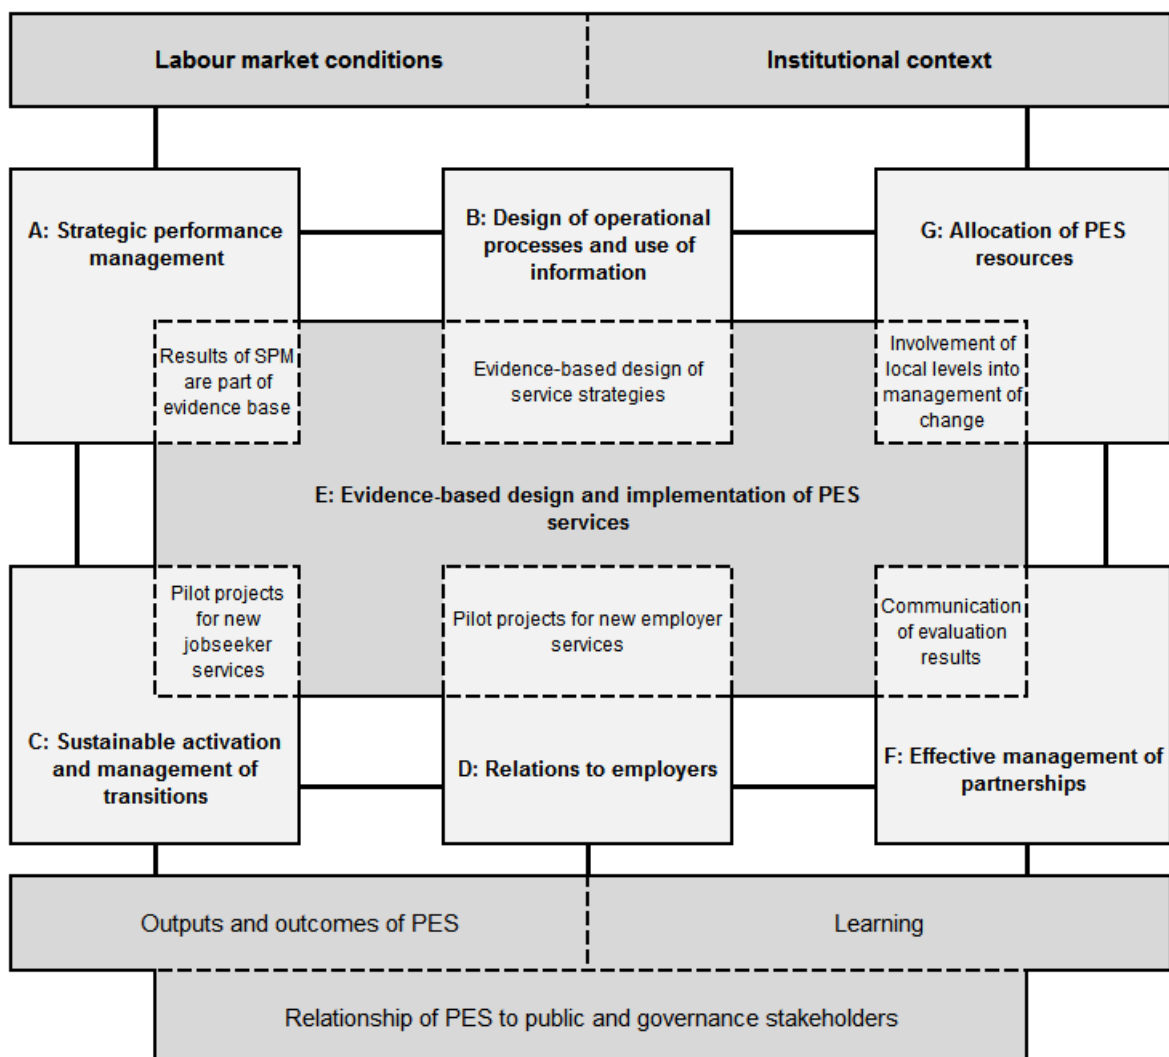 Labour market conditions
Institutional context
A: Strategic performance
management
B: Design of operational
processes and use of
information
G: Allocation of PES
resources
Results of SPM
are part of
evidence base
Evidence-based design of
service strategies
Involvement of
local levels into
management of
change
E: Evidence-based design and implementation of PES
services
Pilot projects
for new
jobseeker
services
Pilot projects for new employer
services
Communication
of evaluation
results
C: Sustainable activation
and management of
transitions
D: Relations to employers
F: Effective management of
partnerships
Outputs and outcomes of PES
Learning
Relationship of PES to public and governance stakeholders